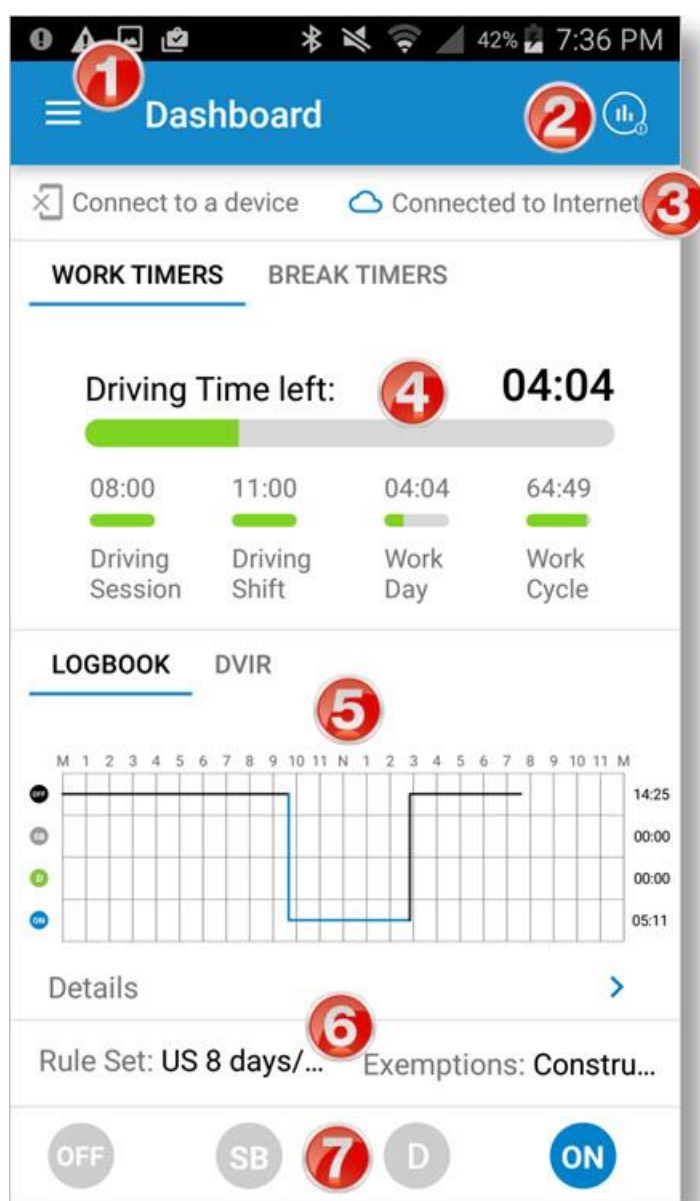 42% 7:36 PM
1
Dashboard
2
Connect to a device Connected to Internet
3
WORK TIMERS BREAK TIMERS
Driving Time left: 4 04:04
08:00 11:00 04:04 64:49
Driving Driving Work Work
Session Shift Day Cycle
LOGBOOK DVIR
5
M 1 2 3 4 5 6 7 8 9 10 11 N 1 2 3 4 5 6 7 8 9 10 11 M
OFF 14:25
SB 00:00
D 00:00
ON 05:11
Details
6
Rule Set: US 8 days/... Exemptions: Constru...
OFF SB 7 D ON